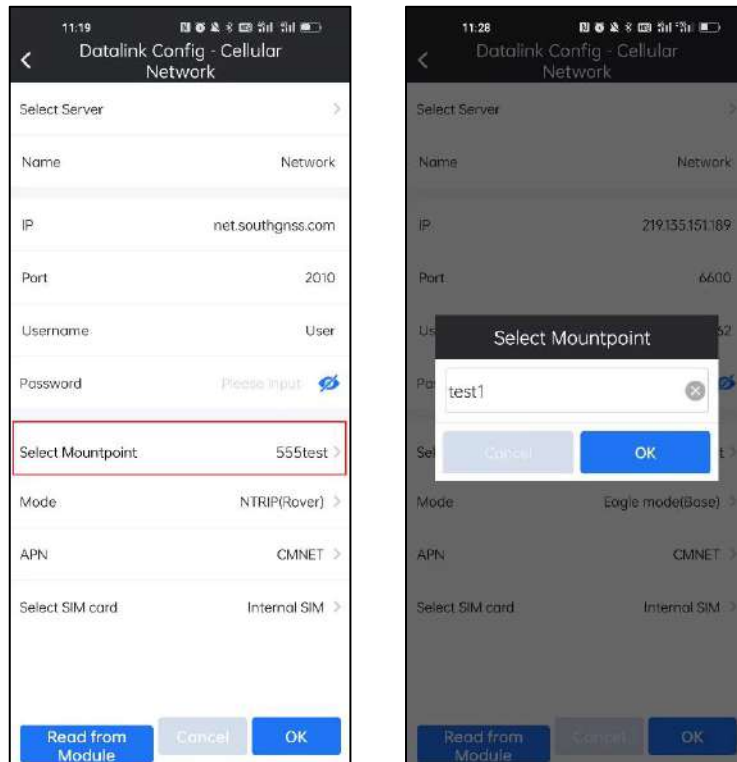 11:19
Datalink Config - Cellular
Network
Select Server
Name Network
IP net.southgnss.com
Port 2010
Username User
Password Please input
Select Mountpoint 555test
Mode NTRIP(Rover)
APN CMNET
Select SIM card Internal SIM
Read from
Module
Cancel
OK
11:28
Datalink Config - Cellular
Network
Select Server
Name Network
IP 219.135.151.189
Port 6600
Us 62
Select Mountpoint
Pa
test1
Sel t
Cancel
OK
Mode Eagle mode(Base)
APN CMNET
Select SIM card Internal SIM
Read from
Module
Cancel
OK